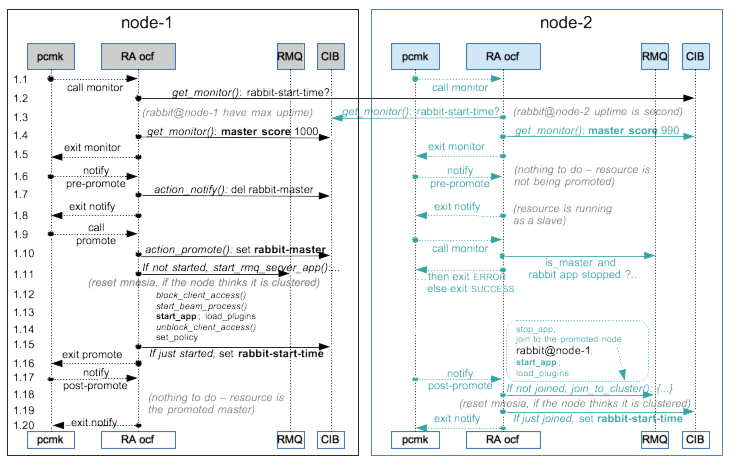 node-1
node-2
pcmk
RA ocf
RMQ
CIB
pcmk
RA ocf
RMQ
CIB
1.1
call monitor
call monitor
1.2
get_monitor(): rabbit-start-time?
1.3
(rabbit@node-1 have max uptime)
get_monitor(): rabbit-start-time?
(rabbit@node-2 uptime is second)
1.4
get_monitor(): master score 1000
get_monitor(): master score 990
1.5
exit monitor
exit monitor
1.6
notify
pre-promote
notify
pre-promote
(nothing to do – resource is
not being promoted)
1.7
action_notify(): del rabbit-master
1.8
exit notify
exit notify
(resource is running
as a slave)
1.9
call
promote
call monitor
1.10
action_promote(): set rabbit-master
is_master and
rabbit app stopped ?..
1.11
If not started, start_rmq_server_app():...
....then exit ERROR
else exit SUCCESS
(reset mnesia, if the node thinks it is clustered)
1.12
block_client_access()
start_beam_process()
1.13
start_app; load_plugins
1.14
unblock_client_access()
set_policy
1.15
If just started, set rabbit-start-time
1.16
exit promote
stop_app;
join to the promoted node
rabbit@node-1;
start_app;
load_plugins
1.17
notify
post-promote
notify
post-promote
1.18
(nothing to do – resource is
the promoted master)
If not joined, join_to_cluster(): {...}
(reset mnesia, if the node thinks it is clustered)
1.19
If just joined, set rabbit-start-time
1.20
exit notify
exit notify
pcmk
RA ocf
RMQ
CIB
pcmk
RA ocf
RMQ
CIB